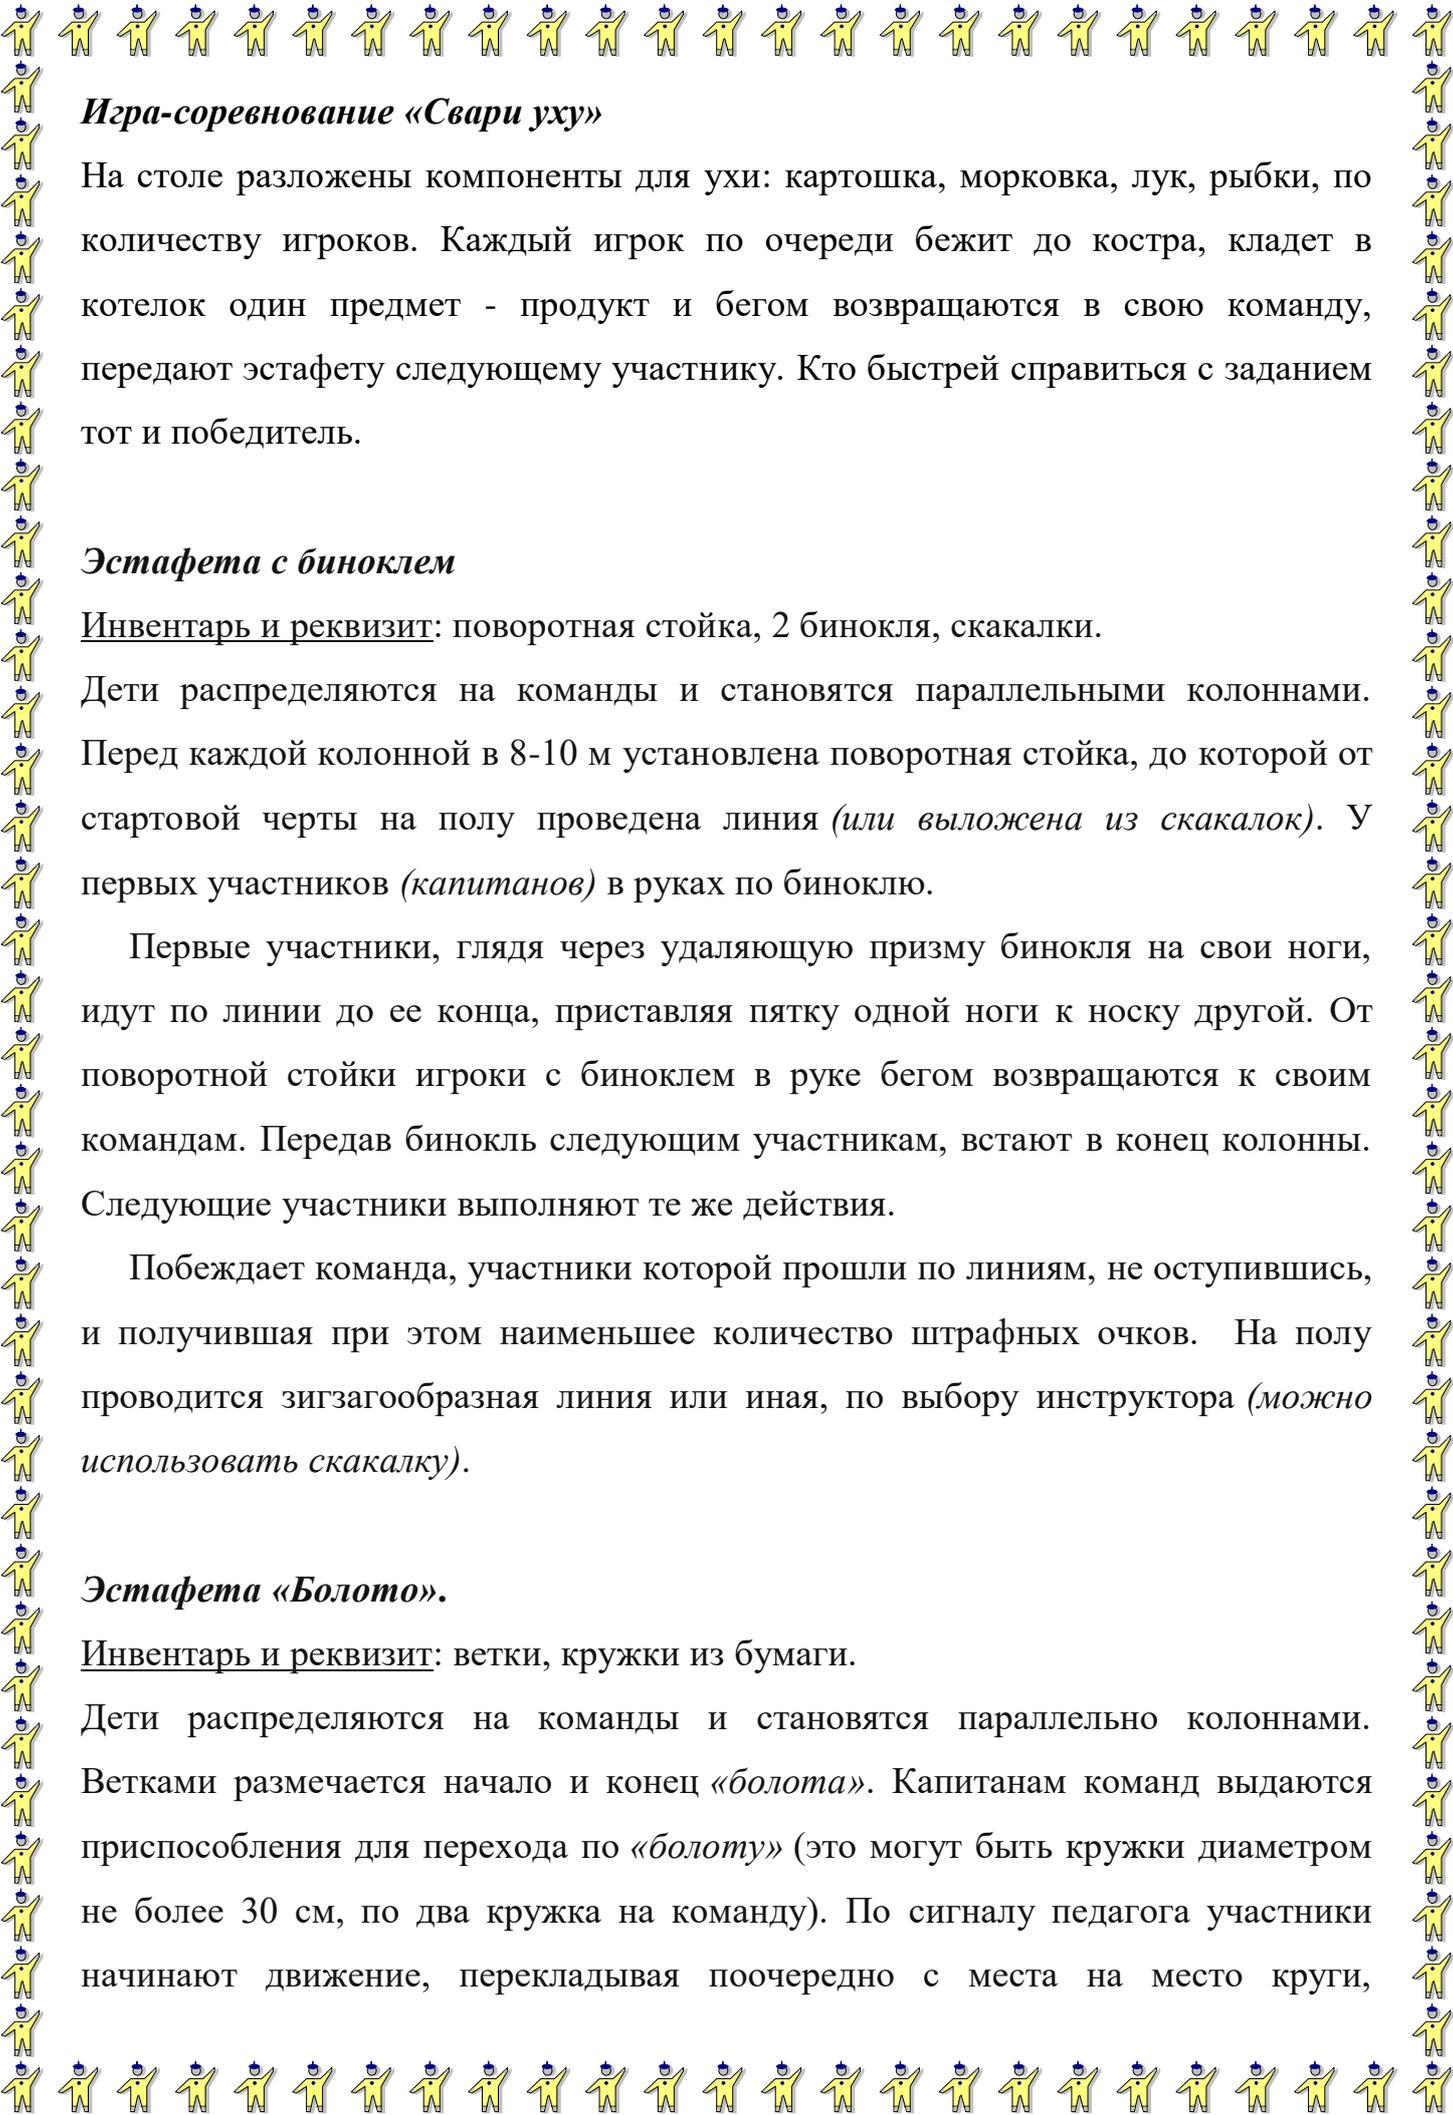 Игра-соревнование «Свари уху»
На столе разложены компоненты для ухи: картошка, морковка, лук, рыбки, по
количеству игроков. Каждый игрок по очереди бежит до костра, кладет в
котелок один предмет - продукт и бегом возвращаются в свою команду,
передают эстафету следующему участнику. Кто быстрей справиться с заданием
тот и победитель.
Эстафета с биноклем
Инвентарь и реквизит: поворотная стойка, 2 бинокля, скакалки.
Дети распределяются на команды и становятся параллельными колоннами.
Перед каждой колонной в 8-10 м установлена поворотная стойка, до которой от
стартовой черты на полу проведена линия (или выложена из скакалок). У
первых участников (капитанов) в руках по биноклю.
Первые участники, глядя через удаляющую призму бинокля на свои ноги,
идут по линии до ее конца, приставляя пятку одной ноги к носку другой. От
поворотной стойки игроки с биноклем в руке бегом возвращаются к своим
командам. Передав бинокль следующим участникам, встают в конец колонны.
Следующие участники выполняют те же действия.
Побеждает команда, участники которой прошли по линиям, не оступившись,
и получившая при этом наименьшее количество штрафных очков. На полу
проводится зигзагообразная линия или иная, по выбору инструктора (можно
использовать скакалку).
Эстафета «Болото».
Инвентарь и реквизит: ветки, кружки из бумаги.
Дети распределяются на команды и становятся параллельно колоннами.
Ветками размечается начало и конец «болота». Капитанам команд выдаются
приспособления для перехода по «болоту» (это могут быть кружки диаметром
не более 30 см, по два кружка на команду). По сигналу педагога участники
начинают движение, перекладывая поочередно с места на место круги,